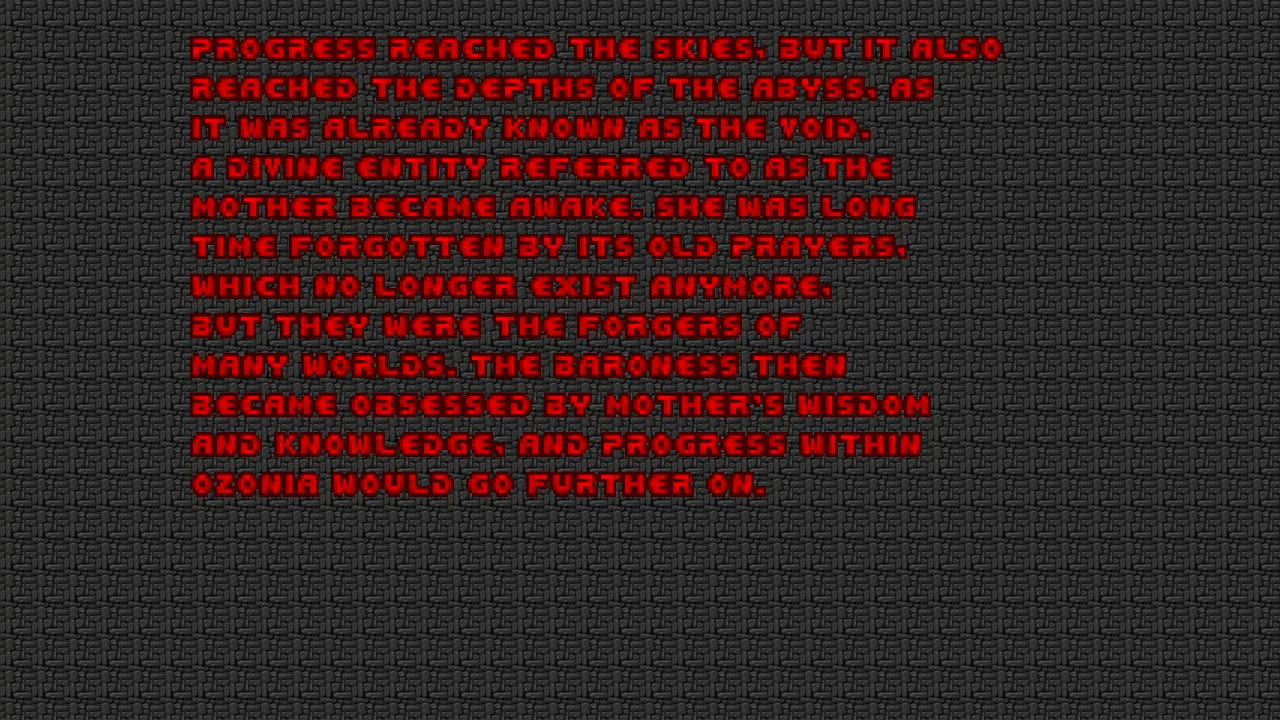 PROGRESS REACHED THE SKIES, BUT IT ALSO
REACHED THE DEPTHS OF THE ABYSS, AS
IT WAS ALREADY KNOWN AS THE VOID.
A DIVINE ENTITY REFERRED TO AS THE
MOTHER BECAME AWAKE. SHE WAS LONG
TIME FORGOTTEN BY ITS OLD PRAYERS,
WHICH NO LONGER EXIST ANYMORE,
BUT THEY WERE THE FORGERS OF
MANY WORLDS. THE BARONESS THEN
BECAME OBSESSED BY MOTHER'S WISDOM
AND KNOWLEDGE, AND PROGRESS WITHIN
OZONIA WOULD GO FURTHER ON.